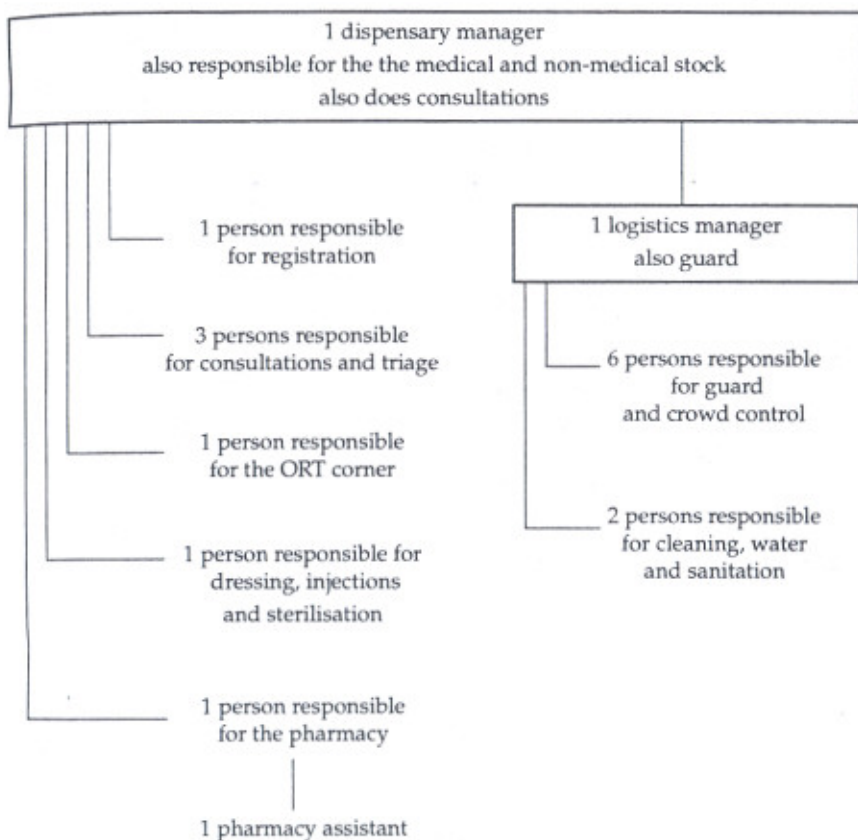 1 dispensary manager
also responsible for the the medical and non-medical stock
also does consultations
1 person responsible
for registration
3 persons responsible
for consultations and triage
1 person responsible
for the ORT corner
1 person responsible for
dressing, injections
and sterilisation
1 person responsible
for the pharmacy
1 pharmacy assistant
1 logistics manager
also guard
6 persons responsible
for guard
and crowd control
2 persons responsible
for cleaning, water
and sanitation